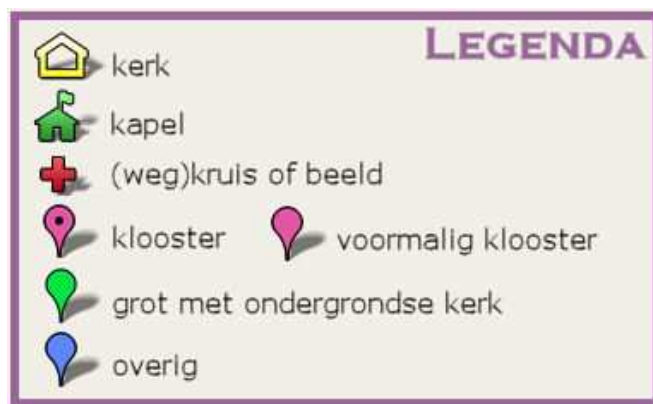 LEGENDA
kerk
kapel
(weg)kruis of beeld
klooster voormalig klooster
grot met ondergrondse kerk
overig